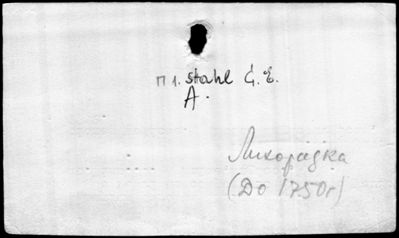 п 1. Stahl G. E.
A.
Лихорадка
(До 1750г)